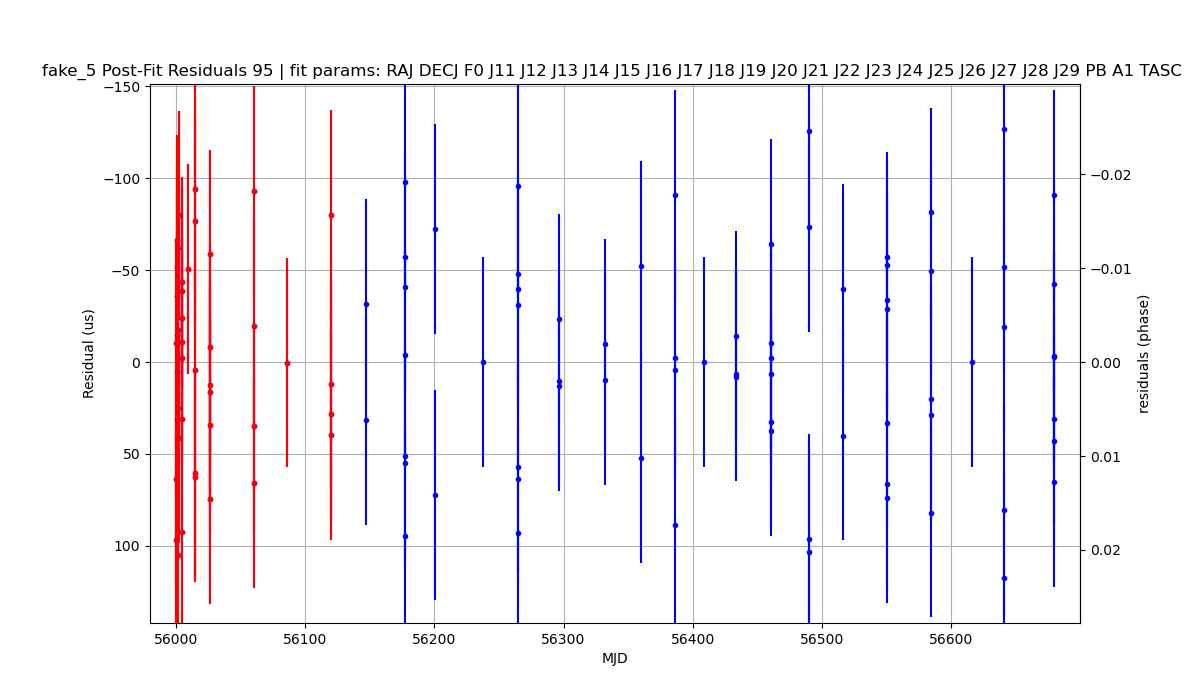 fake_5 Post-Fit Residuals 95 | fit params: RAJ DECJ F0 J11 J12 J13 J14 J15 J16 J17 J18 J19 J20 J21 J22 J23 J24 J25 J26 J27 J28 J29 PB A1 TASC
−150
−100
−50
0
50
100
Residual (us)
56000 56100 56200 56300 56400 56500 56600
MJD
−0.02
−0.01
0.00
0.01
0.02
residuals (phase)